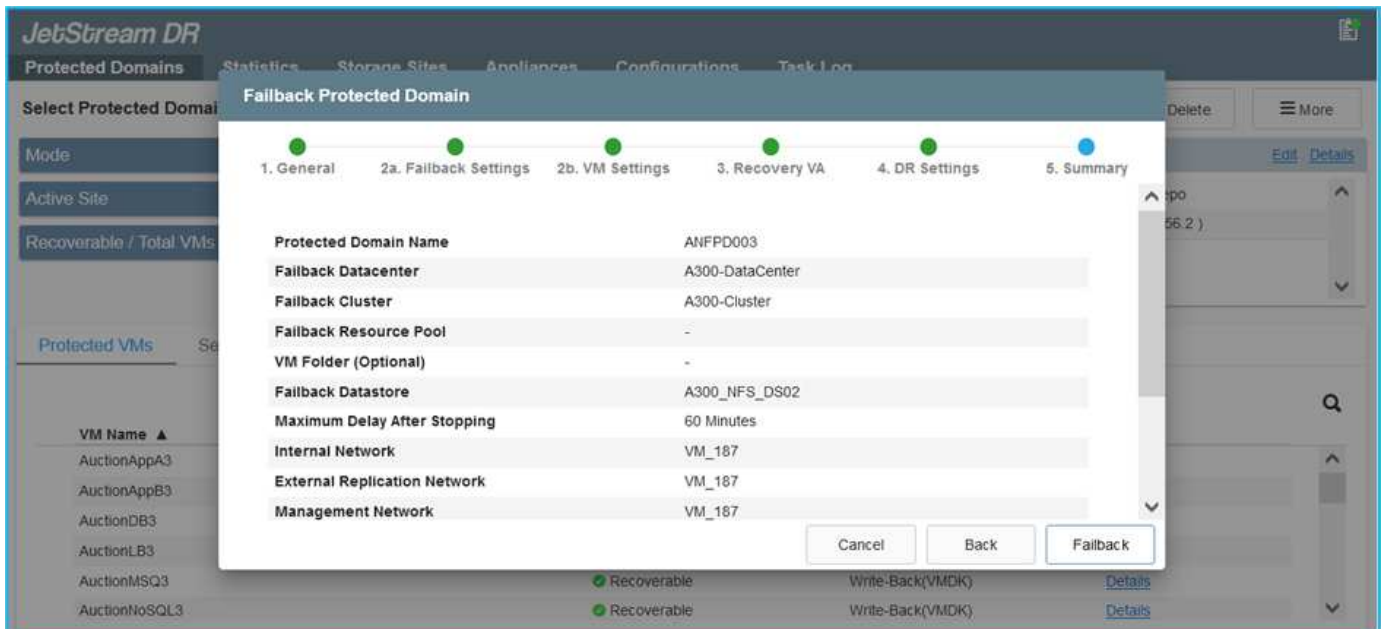 JetStream DR
Protected Domains Statistics Storage Sites Appliances Configurations Task Log
Select Protected Domai Delete More
Failback Protected Domain
Mode Edit Details
1. General 2a. Failback Settings 2b. VM Settings 3. Recovery VA 4. DR Settings 5. Summary
Active Site
Recoverable / Total VMs 56.2 )
Protected Domain Name ANFPD003
Failback Datacenter A300-DataCenter
Failback Cluster A300-Cluster
Failback Resource Pool -
VM Folder (Optional) -
Failback Datastore A300_NFS_DS02
Maximum Delay After Stopping 60 Minutes
Internal Network VM_187
External Replication Network VM_187
Management Network VM_187
Cancel Back Failback
Protected VMs Se
VM Name ▲
AuctionAppA3
AuctionAppB3
AuctionDB3
AuctionLB3
AuctionMSQ3 Recoverable Write-Back(VMDK) Details
AuctionNoSQL3 Recoverable Write-Back(VMDK) Details